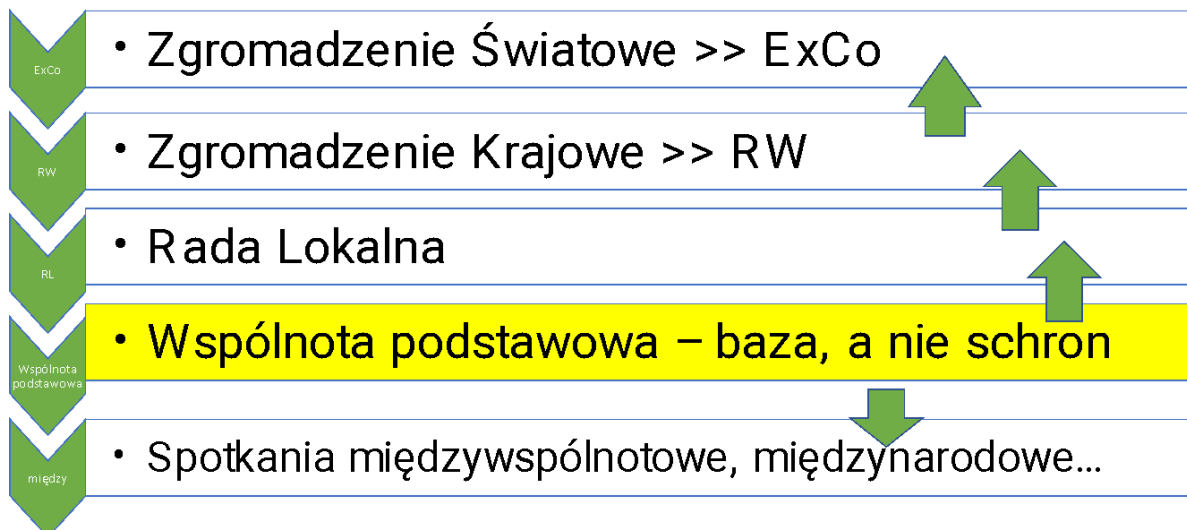 ExCo
• Zgromadzenie Światowe >> ExCo
RW
• Zgromadzenie Krajowe >> RW
RL
• Rada Lokalna
Wspólnota
podstawowa
• Wspólnota podstawowa – baza, a nie schron
między
• Spotkania międzywspólnotowe, międzynarodowe...